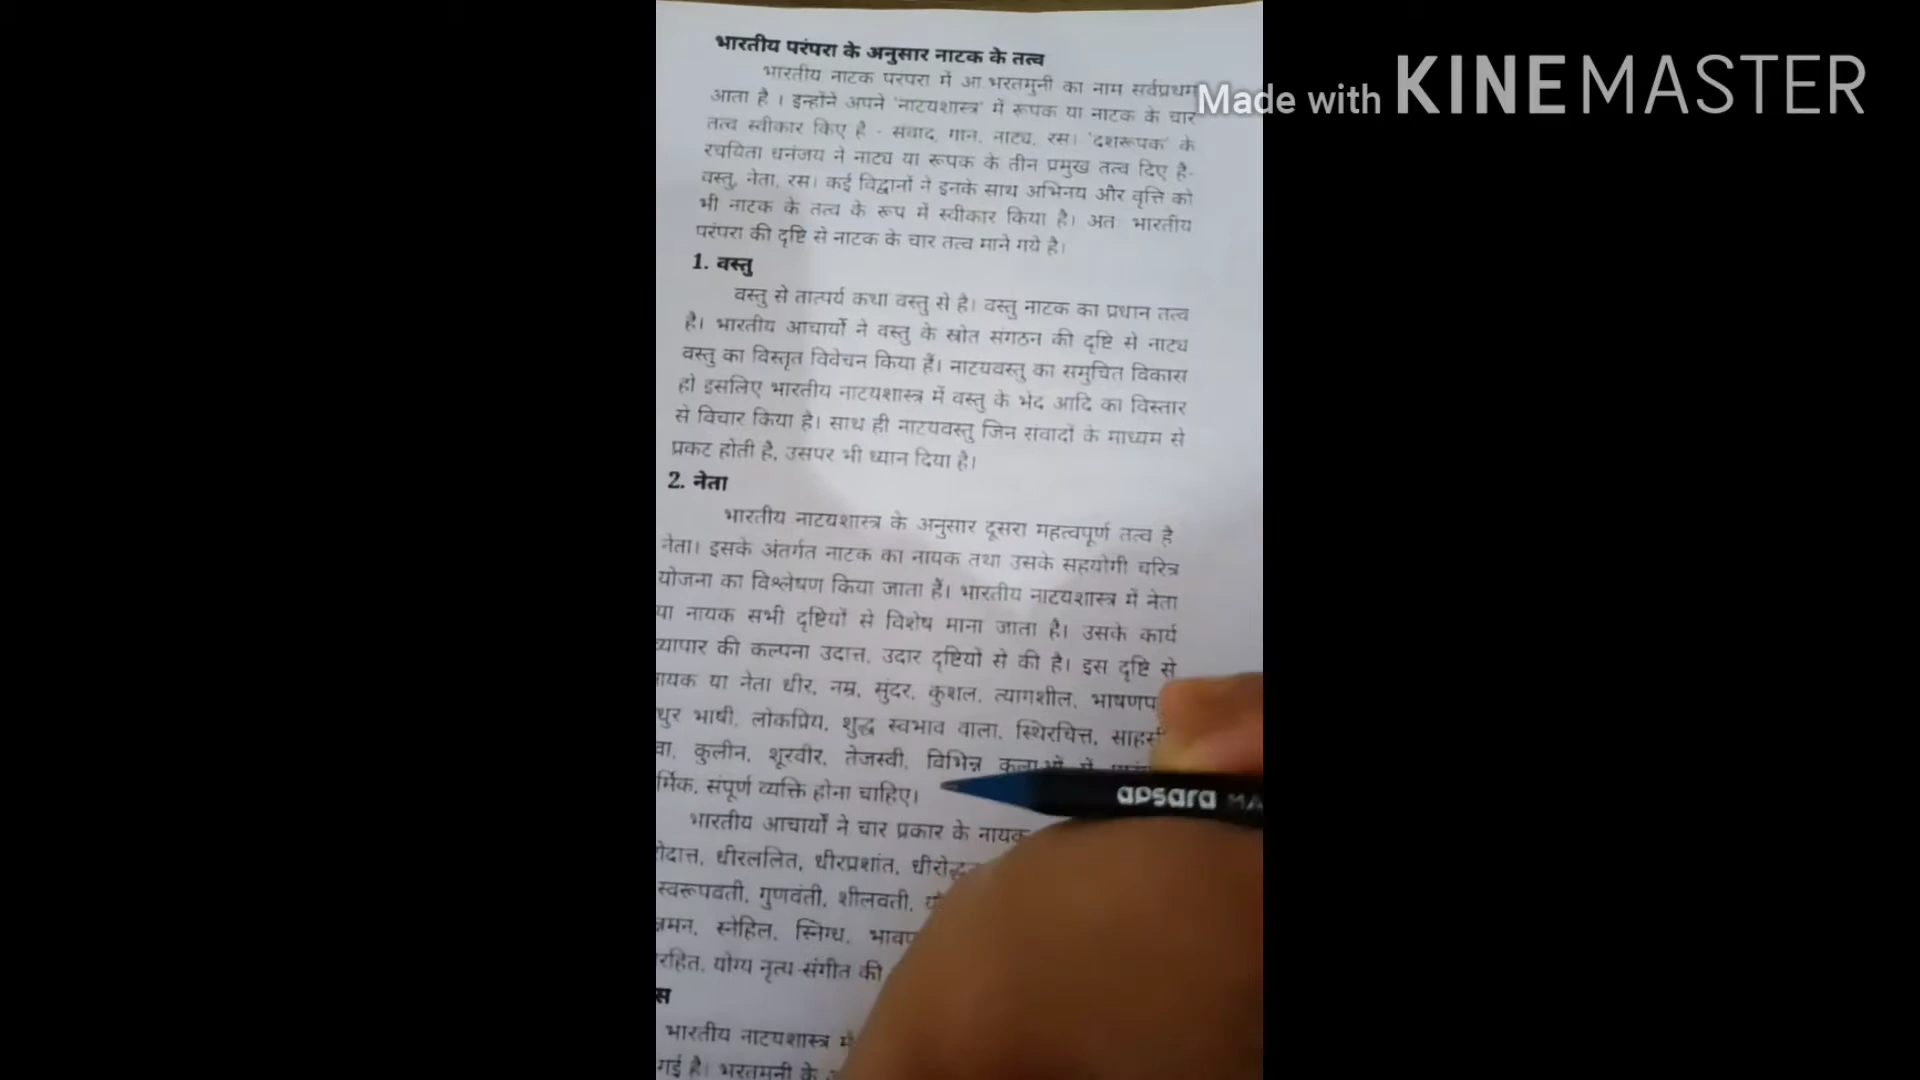 भारतीय परंपरा के अनुसार नाटक के तत्व
भारतीय नाटक परंपरा में आ भरतमुनी का नाम सर्वप्रथम
आता है । इन्होंने अपने 'नाटयशास्त्र' में रूपक या नाटक के चार
तत्व स्वीकार किए है - संवाद, गान, नाट्य, रस। 'दशरूपक' के
रचयिता धनंजय ने नाट्य या रूपक के तीन प्रमुख तत्व दिए है-
वस्तु, नेता, रस। कई विद्वानों ने इनके साथ अभिनय और वृत्ति को
भी नाटक के तत्व के रूप में स्वीकार किया है। अत: भारतीय
परंपरा की दृष्टि से नाटक के चार तत्व माने गये है।
1. वस्तु
वस्तु से तात्पर्य कथा वस्तु से है। वस्तु नाटक का प्रधान तत्व
है। भारतीय आचार्यो ने वस्तु के स्त्रोत संगठन की दृष्टि से नाट्य
वस्तु का विस्तृत विवेचन किया हैं। नाटयवस्तु का समुचित विकास
हो इसलिए भारतीय नाटयशास्त्र में वस्तु के भेद आदि का विस्तार
से विचार किया है। साथ ही नाटयवस्तु जिन संवादों के माध्यम से
प्रकट होती है, उसपर भी ध्यान दिया है।
2. नेता
भारतीय नाटयशास्त्र के अनुसार दूसरा महत्वपूर्ण तत्व है
नेता। इसके अंतर्गत नाटक का नायक तथा उसके सहयोगी चरित्र
योजना का विश्लेषण किया जाता हैं। भारतीय नाटयशास्त्र में नेता
या नायक सभी दृष्टियों से विशेष माना जाता है। उसके कार्य
व्यापार की कल्पना उदात्त, उदार दृष्टियों से की है। इस दृष्टि से
या नेता धीर, नम्र, सुंदर, कुशल, त्यागशील,
भाषी, लोकप्रिय, शुद्ध स्वभाव वाला, स्थिरचित्त,
कुलीन, शूरवीर, तेजस्वी, विभिन्न
संपूर्ण व्यक्ति होना चाहिए।
भारतीय आचार्यों ने चार प्रकार के नायक
धीरललित, धीरप्रशांत,
स्वरूपवती, गुणवंती, शीलवती,
स्नेहिल, स्निग्ध,
योग्य नृत्य-संगीत की
भारतीय नाटयशास्त्र में
गई है। भरतमुनी के
apsara
Made with KINEMASTER